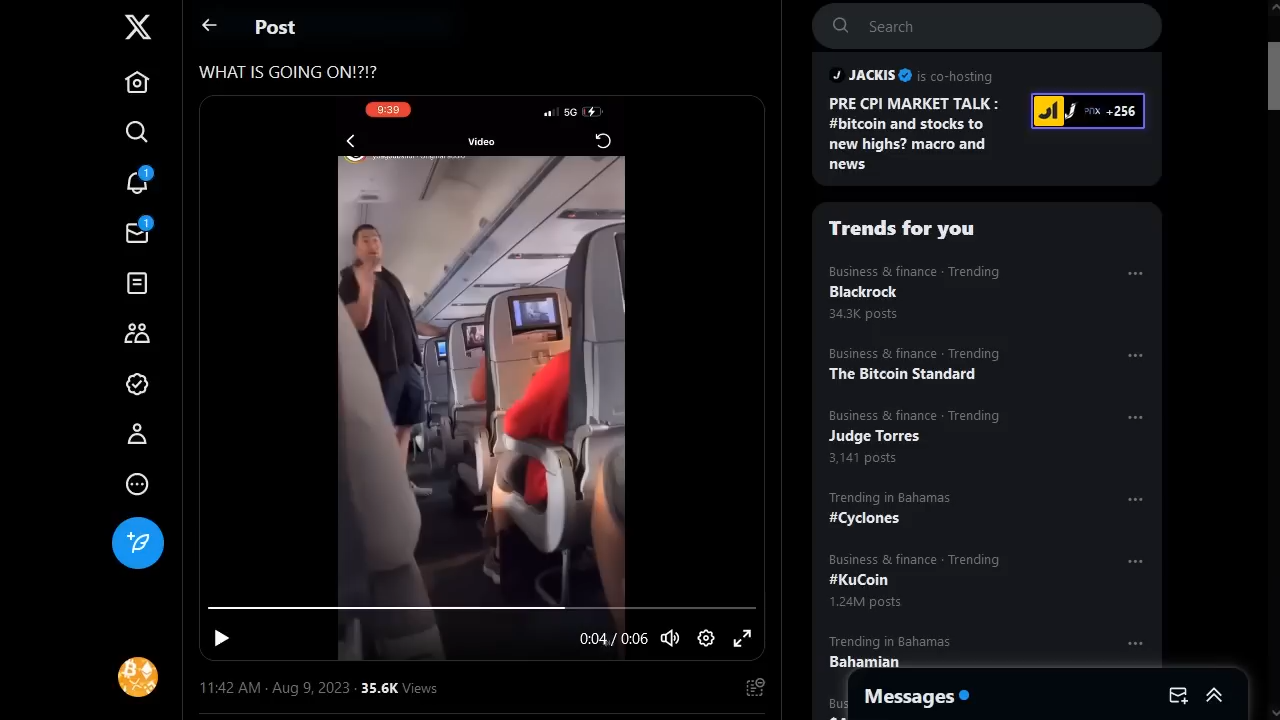 Post
WHAT IS GOING ON!?!?
9:39
5G
Video
0:04 / 0:06
11:42 AM · Aug 9, 2023 · 35.6K Views
1
1
Search
JACKIS is co-hosting
PRE CPI MARKET TALK :
#bitcoin and stocks to
new highs? macro and
news
+256
Trends for you
Business & finance · Trending
Blackrock
34.3K posts
Business & finance · Trending
The Bitcoin Standard
Business & finance · Trending
Judge Torres
3,141 posts
Trending in Bahamas
#Cyclones
Business & finance · Trending
#KuCoin
1.24M posts
Trending in Bahamas
Bahamian
Bus
Messages